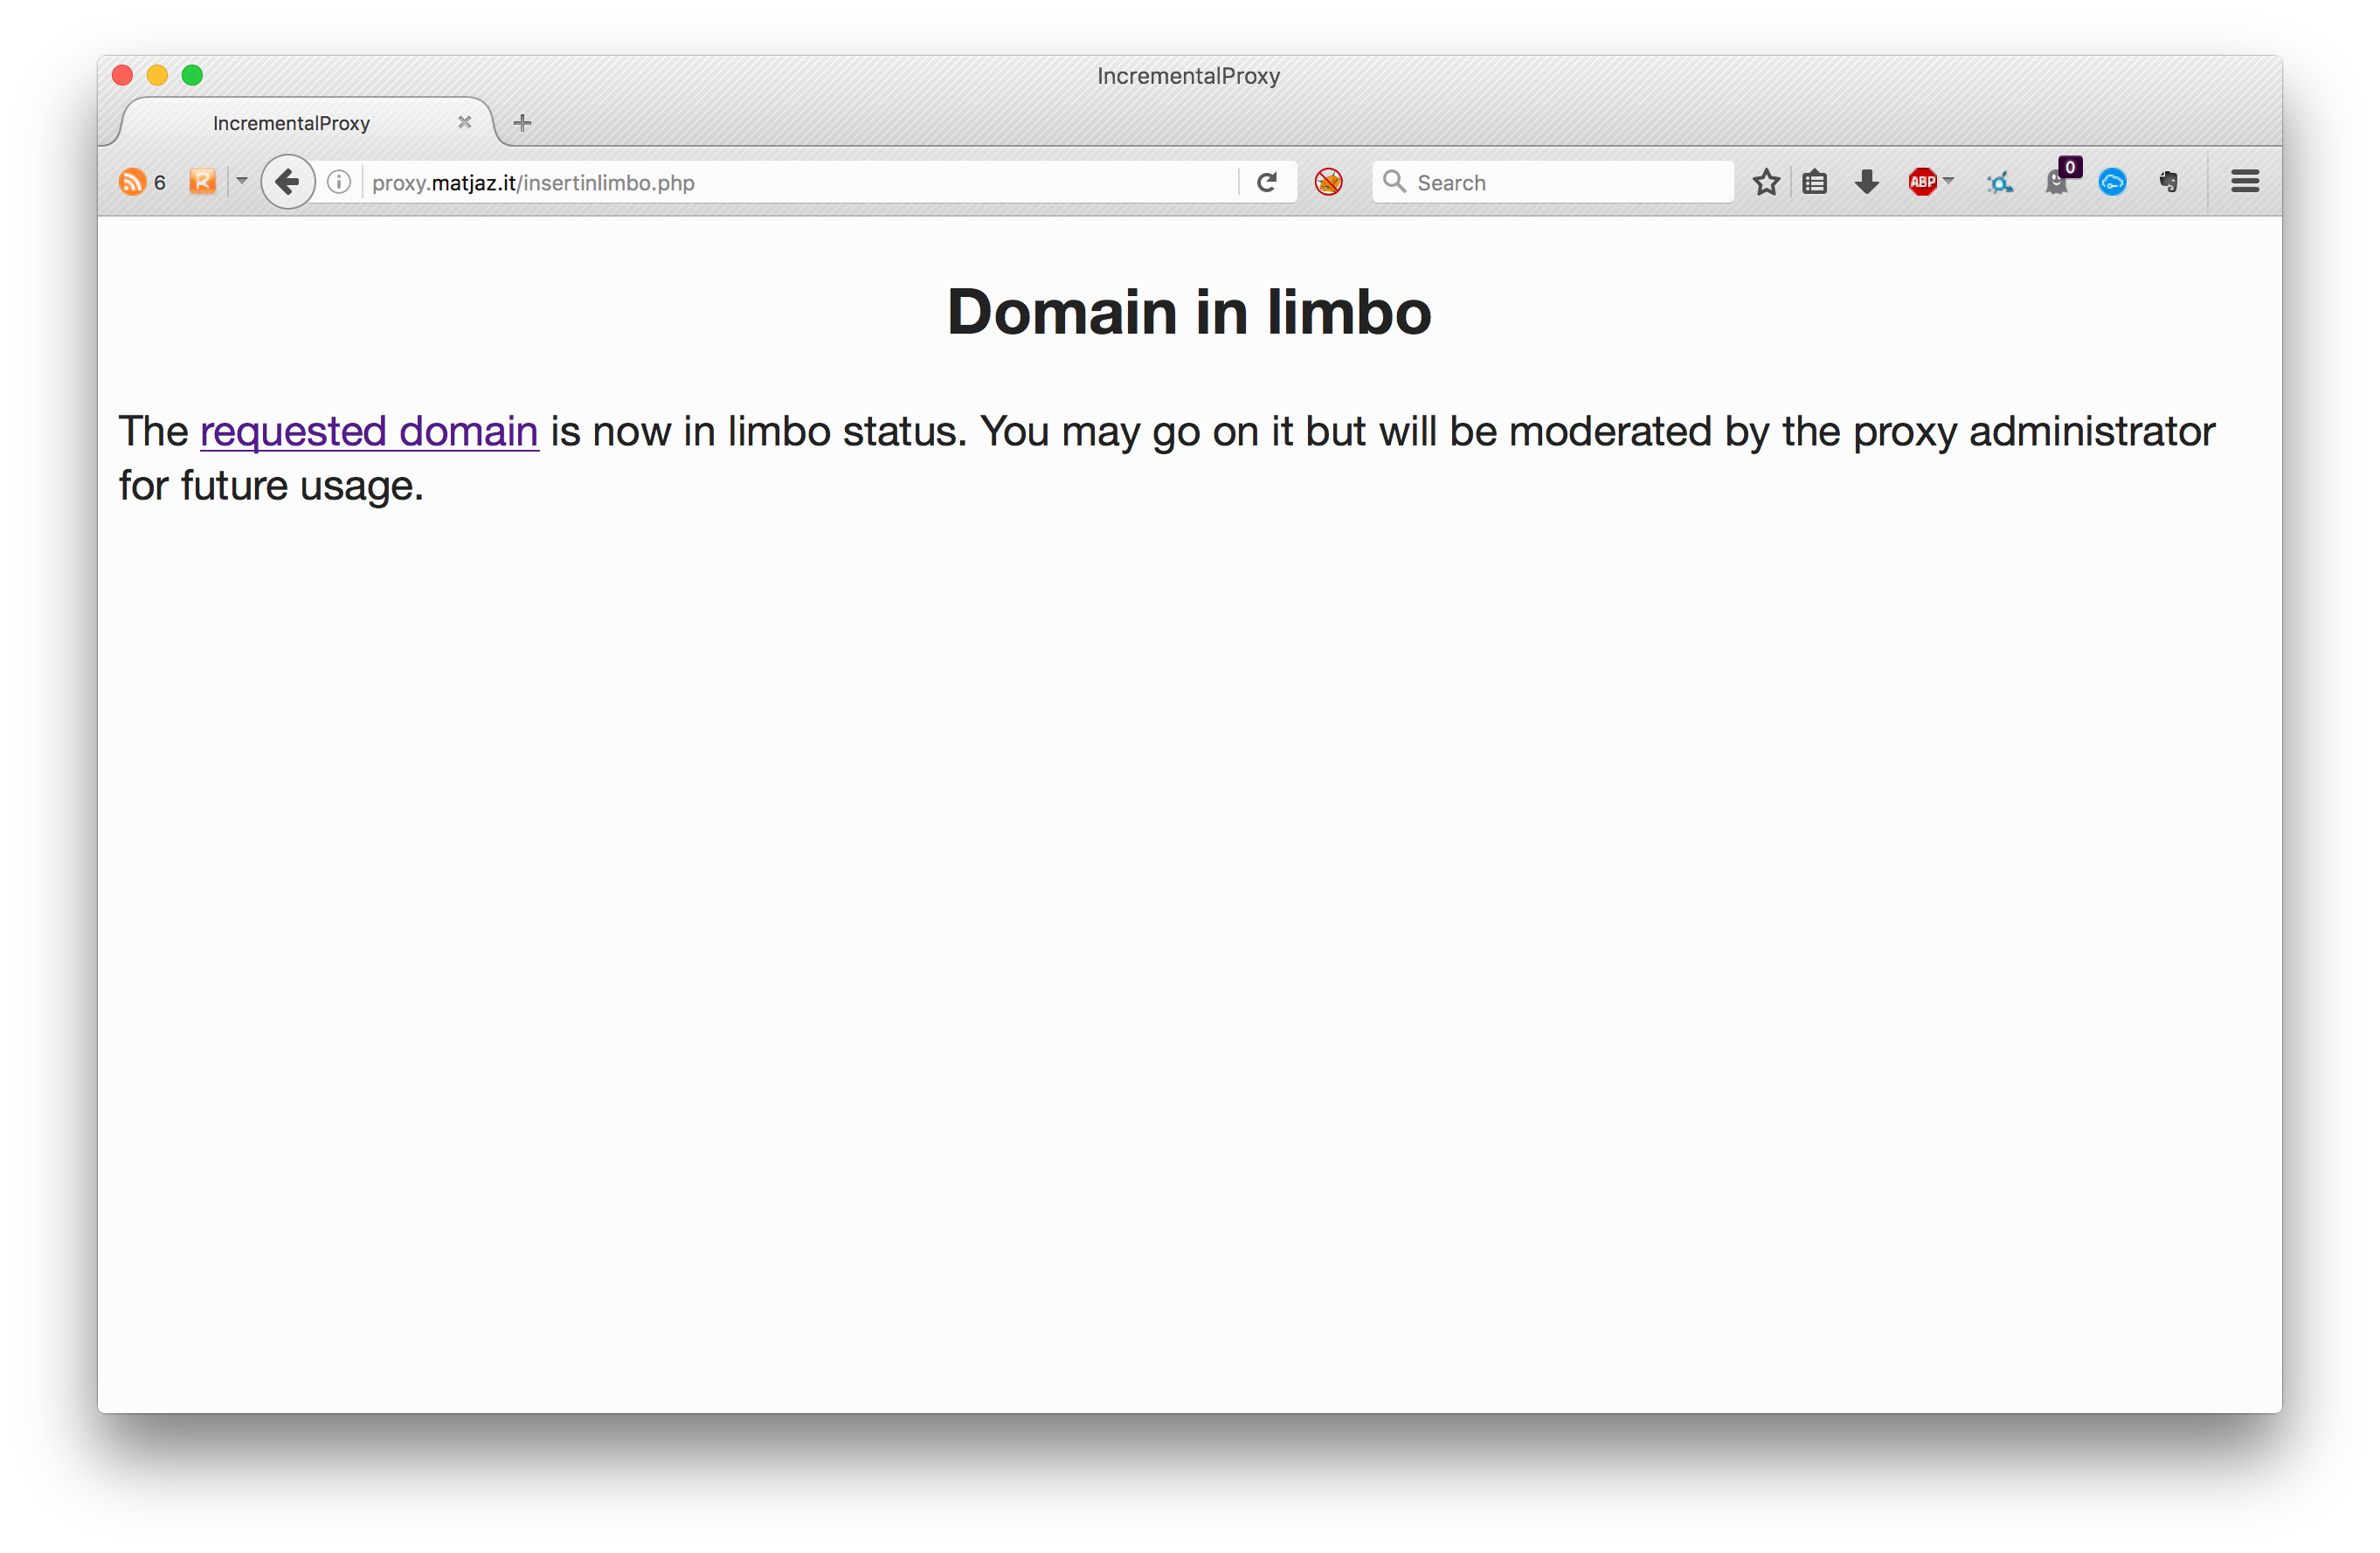 IncrementalProxy
IncrementalProxy
6
R
proxy.matjaz.it/insertinlimbo.php
Search
ABP
0
Domain in limbo
The requested domain is now in limbo status. You may go on it but will be moderated by the proxy administrator
for future usage.